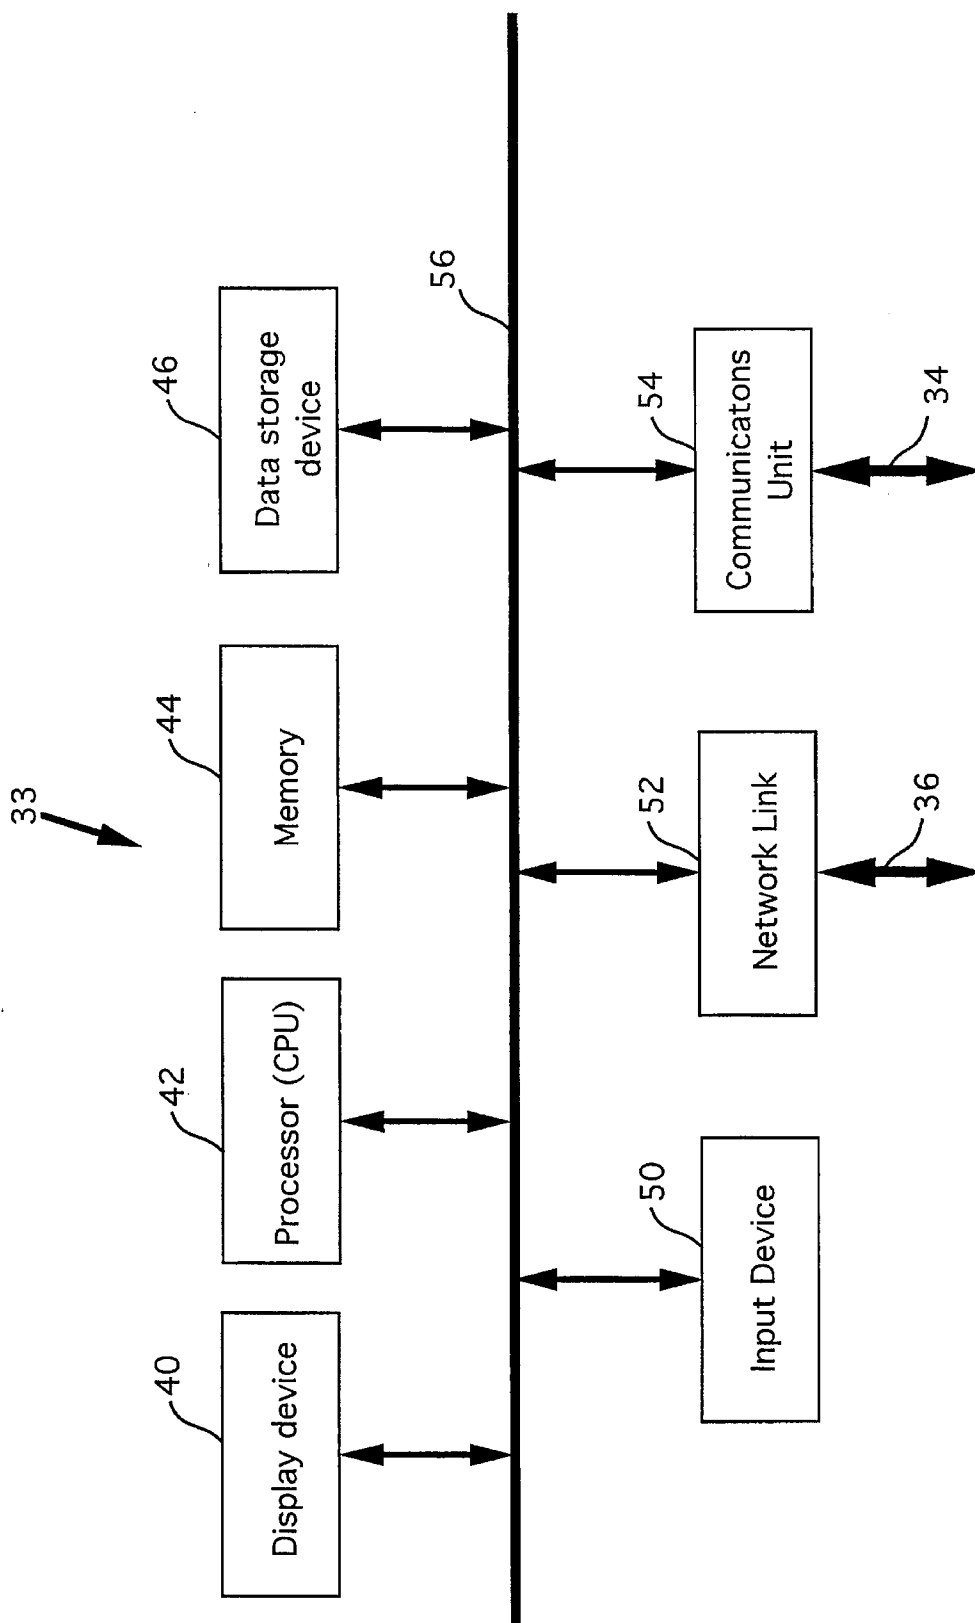 33
40
Display device
42
Processor (CPU)
44
Memory
46
Data storage
device
56
50
Input Device
52
Network Link
36
54
Communicatons
Unit
34